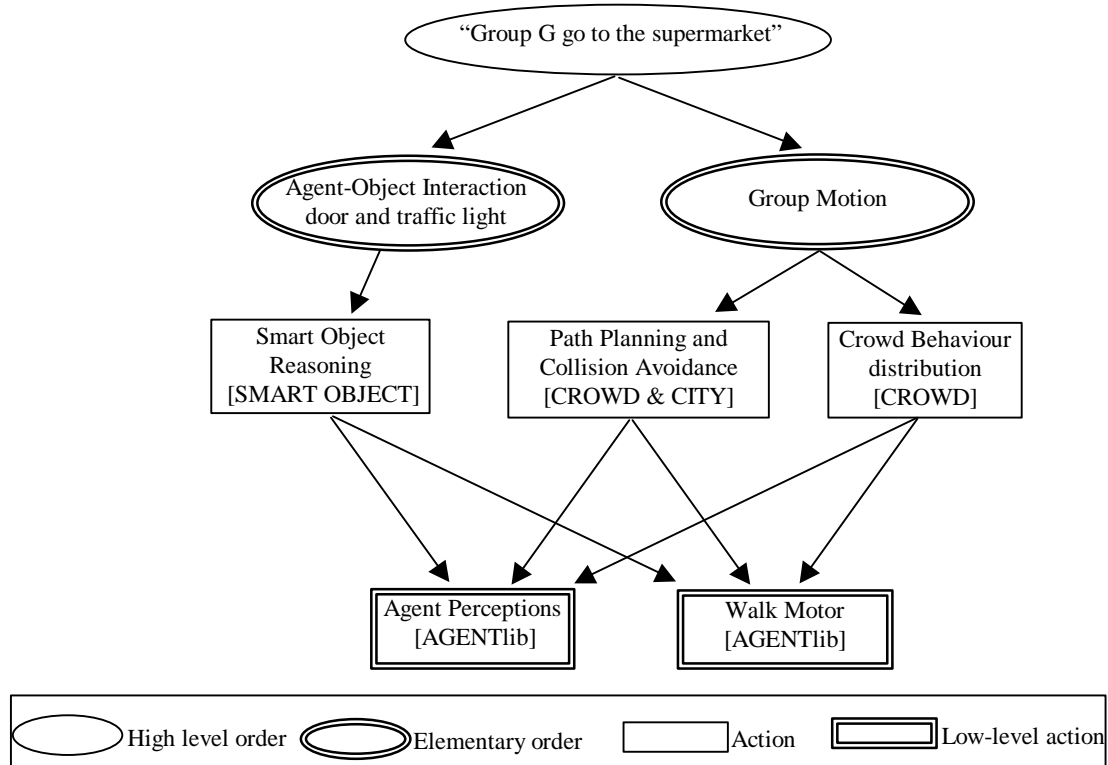 “Group G go to the supermarket”
Agent-Object Interaction
door and traffic light
Group Motion
Smart Object
Reasoning
[SMART OBJECT]
Path Planning and
Collision Avoidance
[CROWD & CITY]
Crowd Behaviour
distribution
[CROWD]
Agent Perceptions
[AGENTlib]
Walk Motor
[AGENTlib]
High level order
Elementary order
Action
Low-level action